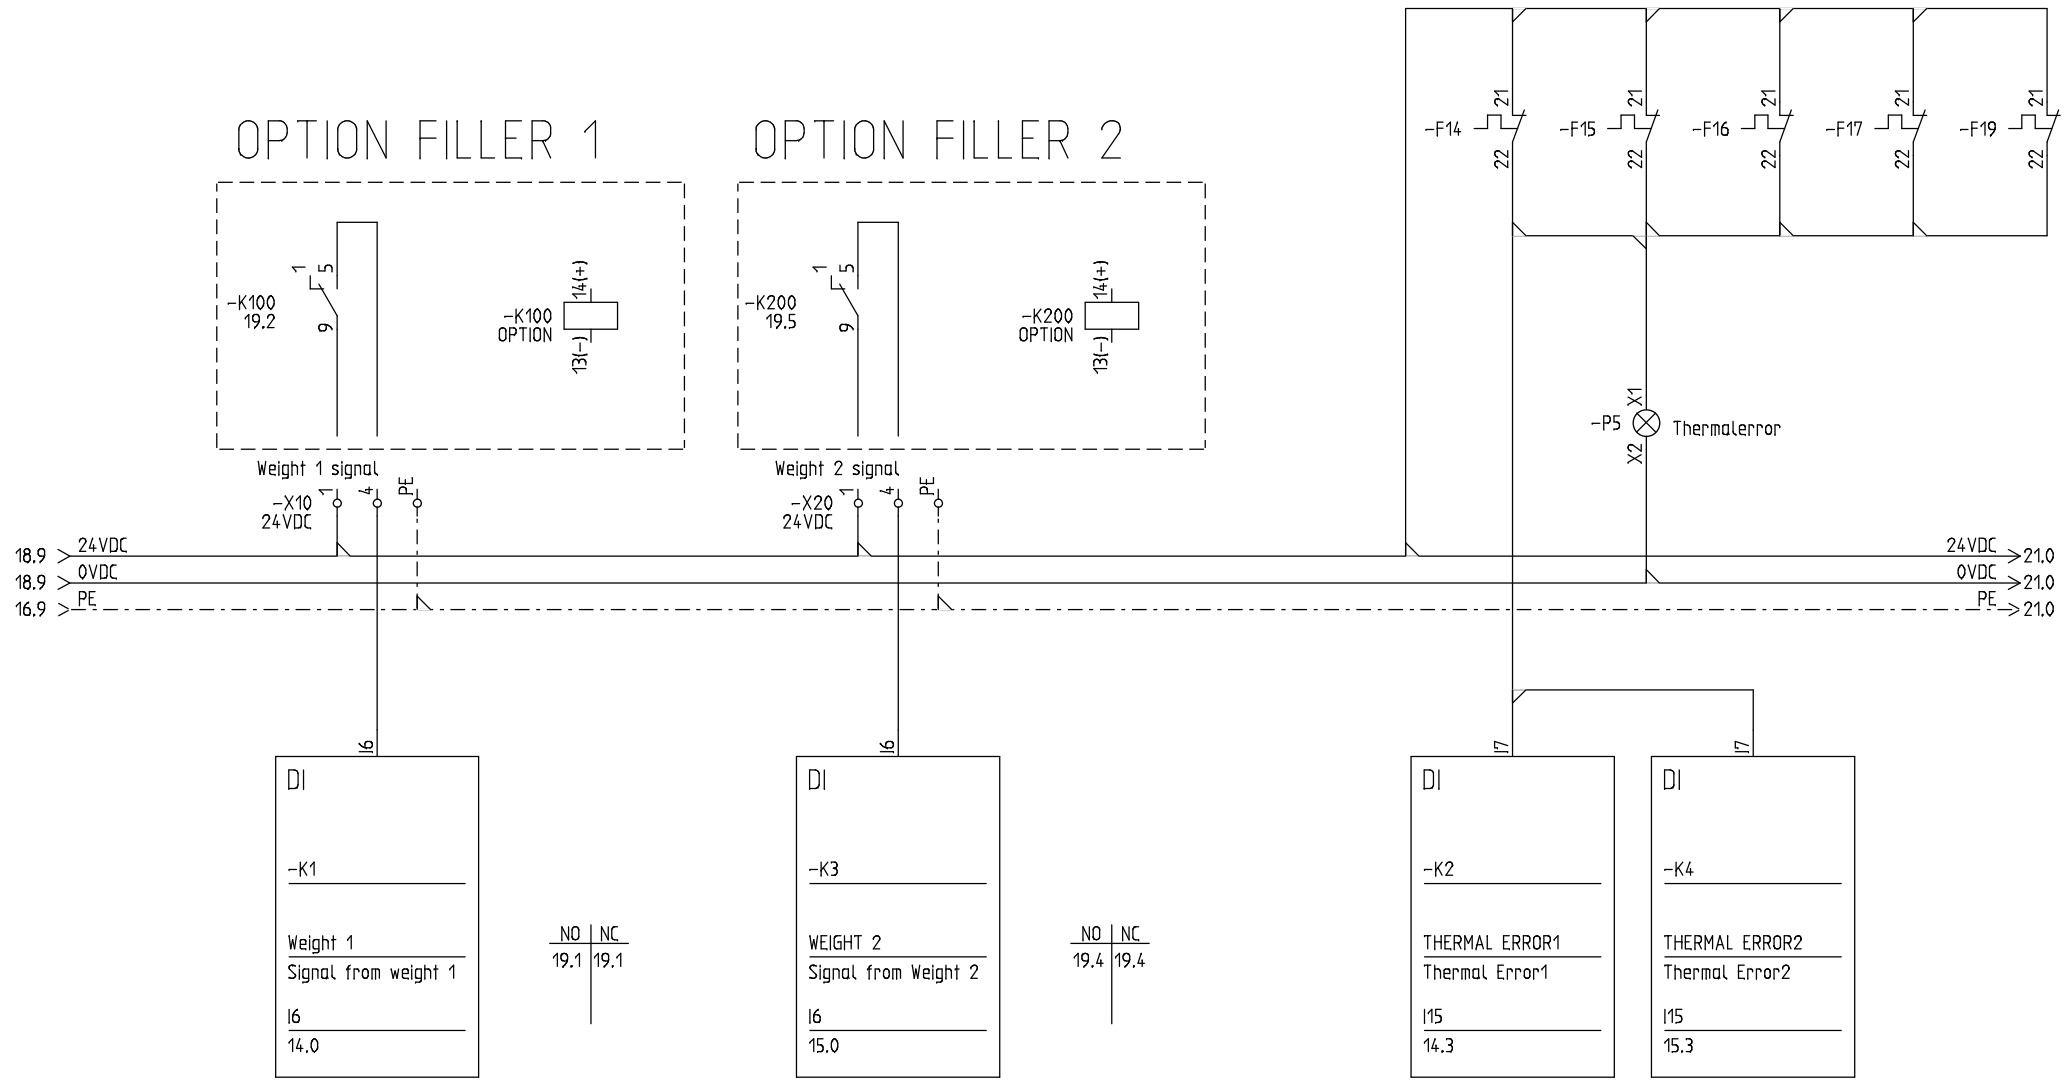 OPTION FILLER 1
OPTION FILLER 2
21
21
21
21
21
-F14
-F15
-F16
-F17
-F19
22
22
22
22
22
1
5
-K100
19.2
9
14(+)
-K100
OPTION
13(-)
1
5
-K200
19.5
9
14(+)
-K200
OPTION
13(-)
X1
-P5
Thermalerror
X2
Weight 1 signal
-X10
24VDC
1
4
PE
Weight 2 signal
-X20
24VDC
1
4
PE
18.9
24VDC
24VDC
21.0
18.9
0VDC
0VDC
21.0
16.9
PE
PE
21.0
I6
I6
I7
I7
DI
-K1
Weight 1
Signal from weight 1
I6
14.0
NO NC
19.1 19.1
DI
-K3
WEIGHT 2
Signal from Weight 2
I6
15.0
NO NC
19.4 19.4
DI
-K2
THERMAL ERROR1
Thermal Error1
I15
14.3
DI
-K4
THERMAL ERROR2
Thermal Error2
I15
15.3